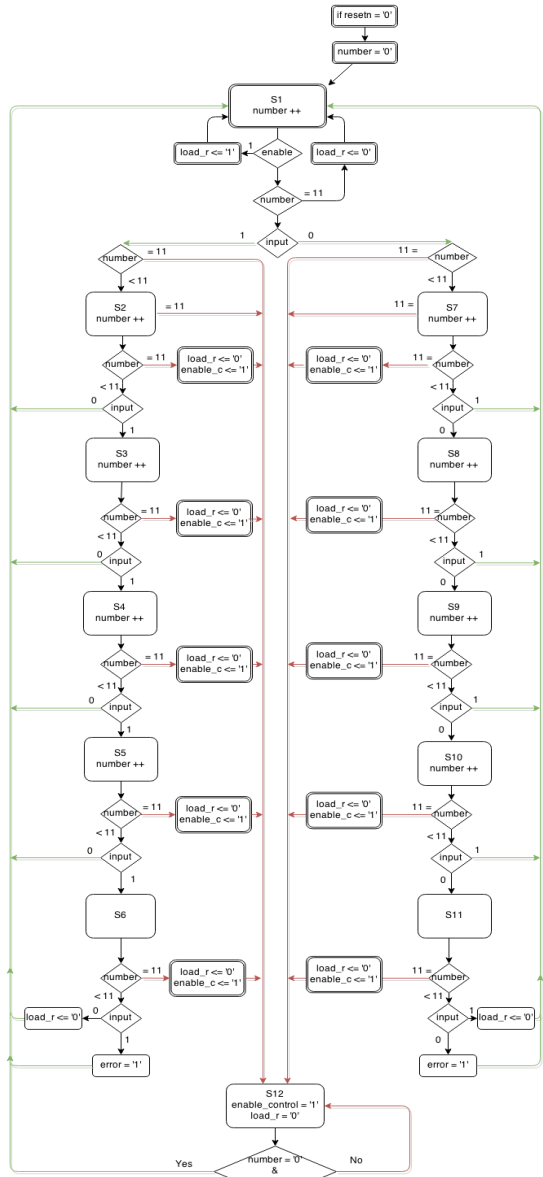 if resetn = '0'
number = '0'
S1
number ++
load_r <= '1'
1
enable
load_r <= '0'
number
= 11
1
input
0
number
= 11
11 =
number
< 11
< 11
S2
number ++
= 11
11 =
S7
number ++
number
= 11
load_r <= '0'
enable_c <= '1'
load_r <= '0'
enable_c <= '1'
11 =
number
< 11
< 11
0
input
1
input
1
0
S3
number ++
S8
number ++
number
= 11
load_r <= '0'
enable_c <= '1'
load_r <= '0'
enable_c <= '1'
11 =
number
< 11
< 11
0
input
1
input
1
0
S4
number ++
S9
number ++
number
= 11
load_r <= '0'
enable_c <= '1'
load_r <= '0'
enable_c <= '1'
11 =
number
< 11
< 11
0
input
1
input
1
0
S5
number ++
S10
number ++
number
= 11
load_r <= '0'
enable_c <= '1'
load_r <= '0'
enable_c <= '1'
11 =
number
< 11
< 11
0
input
1
input
1
0
S6
S11
number
= 11
load_r <= '0'
enable_c <= '1'
load_r <= '0'
enable_c <= '1'
11 =
number
< 11
< 11
load_r <= '0'
0
input
input
1
load_r <= '0'
1
0
error = '1'
error = '1'
S12
enable_control = '1'
load_r = '0'
Yes
number = '0'
&
No